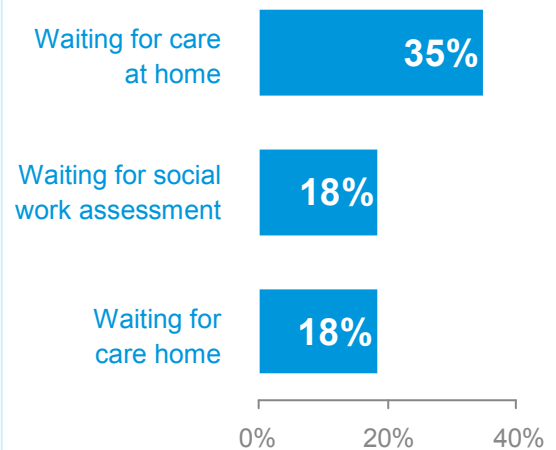 Waiting for care
at home
35%
Waiting for social
work assessment
18%
Waiting for
care home
18%
0% 20% 40%